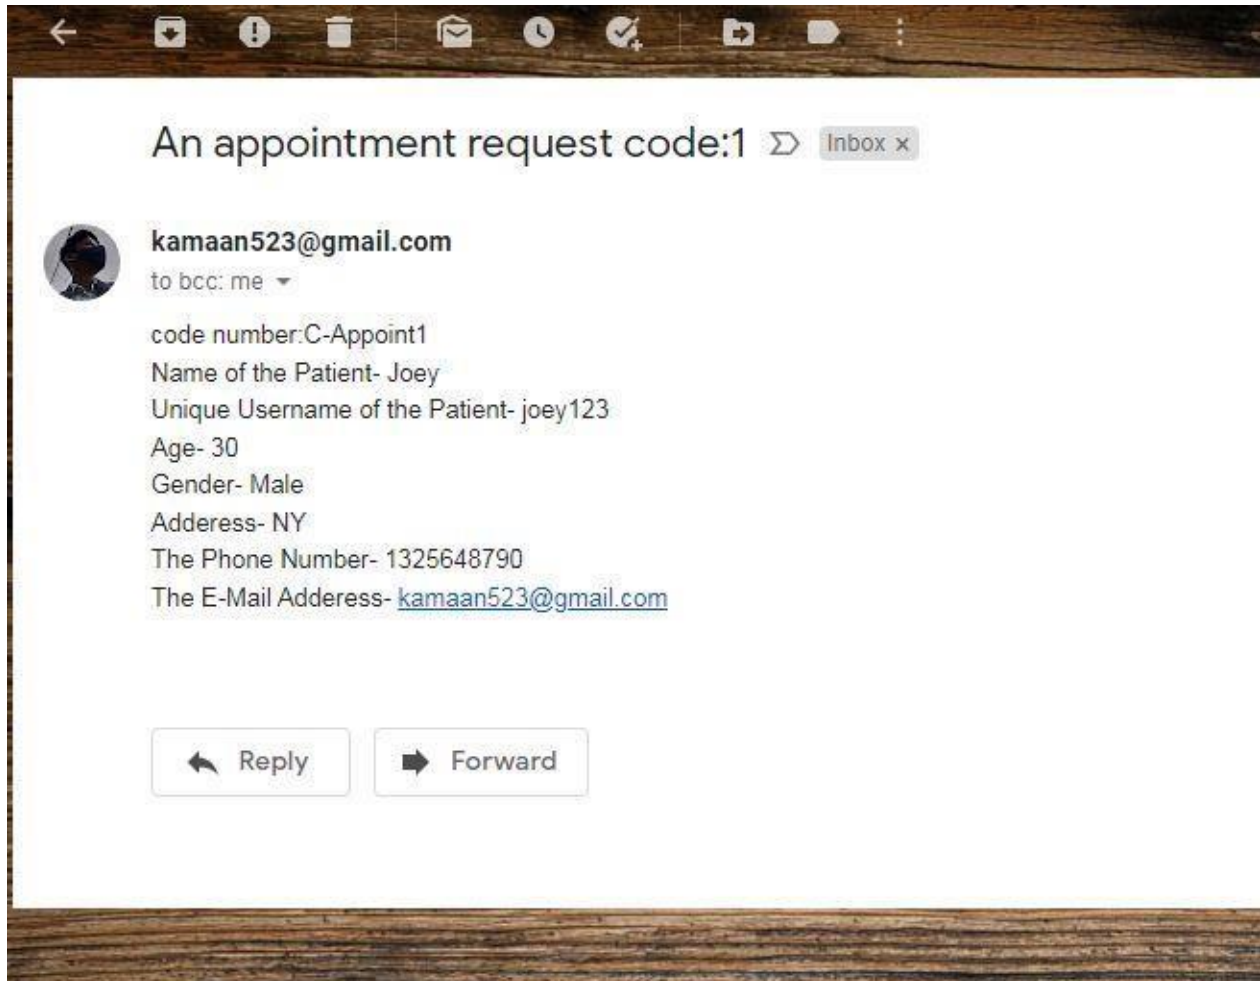 An appointment request code:1 Inbox x
kamaan523@gmail.com
to bcc: me
code number:C-Appoint1
Name of the Patient- Joey
Unique Username of the Patient- joey123
Age- 30
Gender- Male
Adderess- NY
The Phone Number- 1325648790
The E-Mail Adderess- kamaan523@gmail.com
Reply Forward